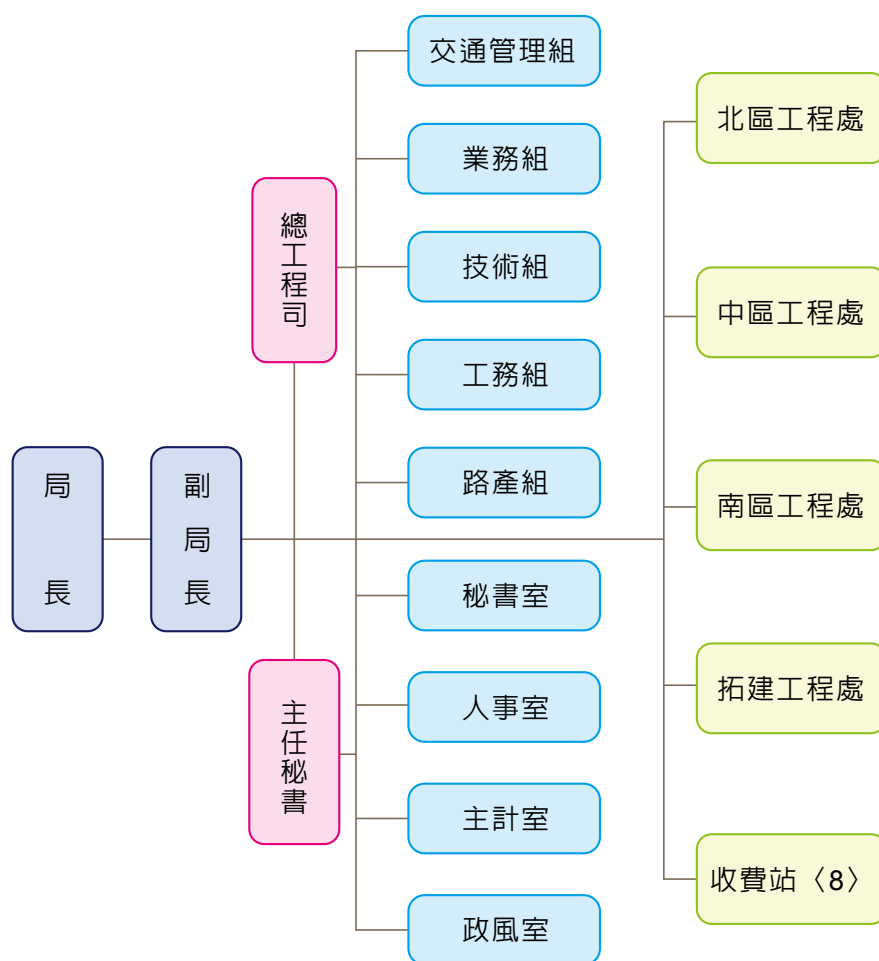 局長
副局長
總工程司
主任秘書
交通管理組
業務組
技術組
工務組
路產組
秘書室
人事室
主計室
政風室
北區工程處
中區工程處
南區工程處
拓建工程處
收費站〈8〉